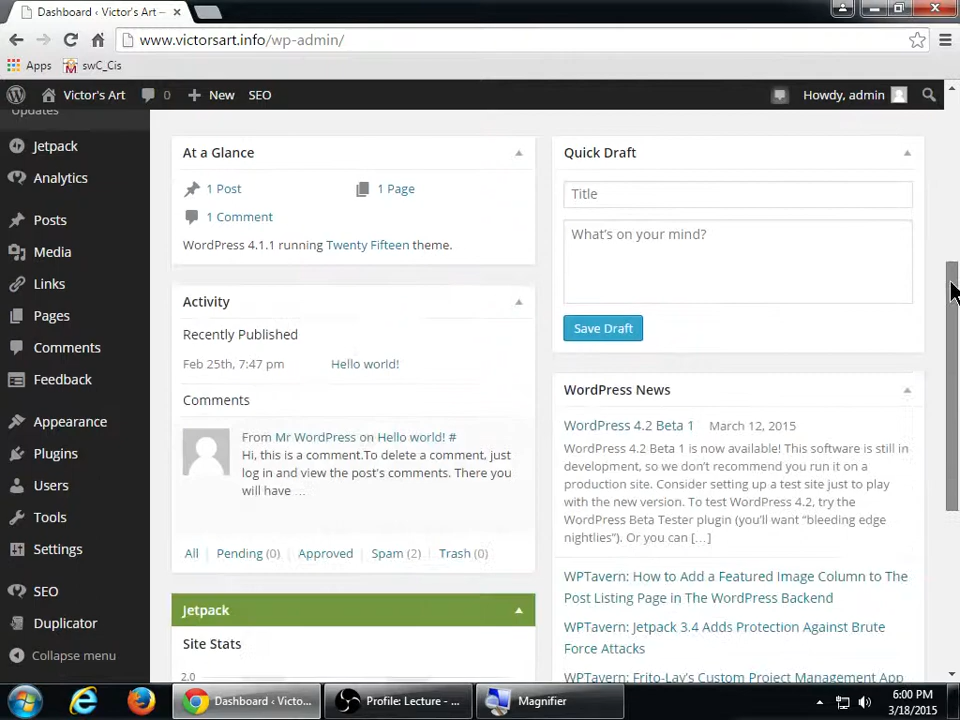 Dashboard ‹ Victor's Art —
www.victorsart.info/wp-admin/
Apps
swC_Cis
Victor's Art
0
New
SEO
Howdy, admin
Updates
Jetpack
Analytics
Posts
Media
Links
Pages
Comments
Feedback
Appearance
Plugins
Users
Tools
Settings
SEO
Duplicator
Collapse menu
At a Glance
1 Post
1 Page
1 Comment
WordPress 4.1.1 running Twenty Fifteen theme.
Activity
Recently Published
Feb 25th, 7:47 pm
Hello world!
Comments
From Mr WordPress on Hello world! #
Hi, this is a comment.To delete a comment, just
log in and view the post's comments. There you
will have …
All | Pending (0) | Approved | Spam (2) | Trash (0)
Jetpack
Site Stats
2.0
Quick Draft
Title
What's on your mind?
Save Draft
WordPress News
WordPress 4.2 Beta 1 March 12, 2015
WordPress 4.2 Beta 1 is now available! This software is still in
development, so we don't recommend you run it on a
production site. Consider setting up a test site just to play
with the new version. To test WordPress 4.2, try the
WordPress Beta Tester plugin (you'll want "bleeding edge
nightlies"). Or you can […]
WPTavern: How to Add a Featured Image Column to The
Post Listing Page in The WordPress Backend
WPTavern: Jetpack 3.4 Adds Protection Against Brute
Force Attacks
WPTavern: Frito-Lay's Custom Project Management App
Dashboard ‹ Victo...
Profile: Lecture - ...
Magnifier
6:00 PM
3/18/2015